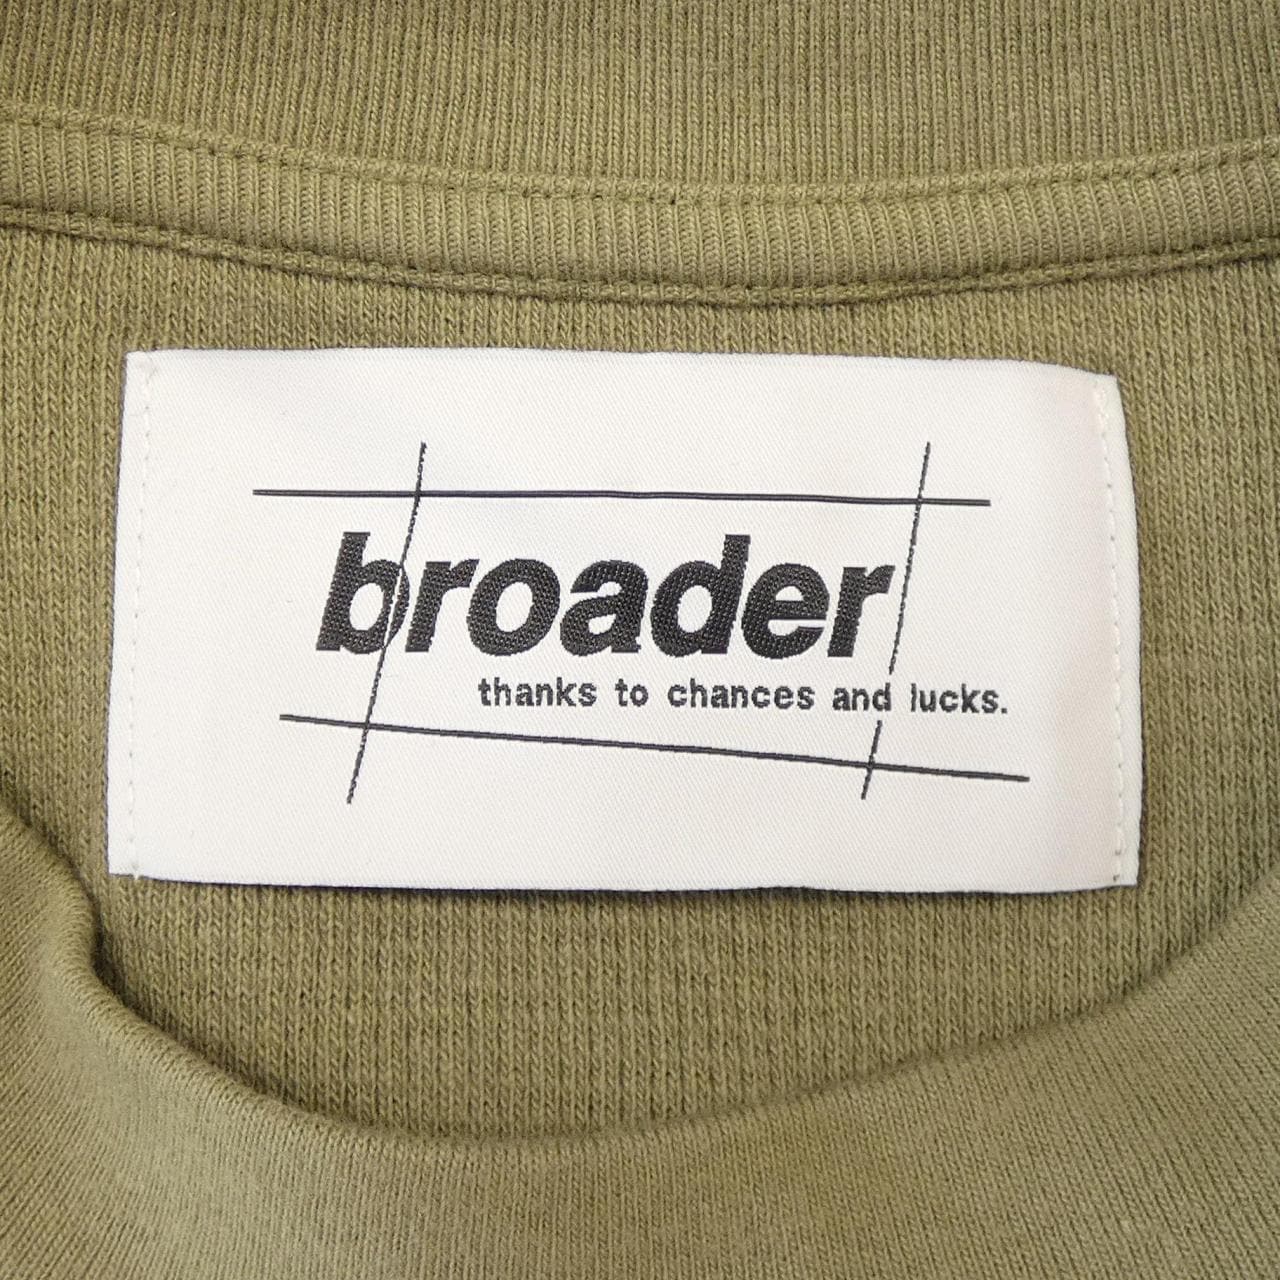 broader
thanks to chances and lucks.